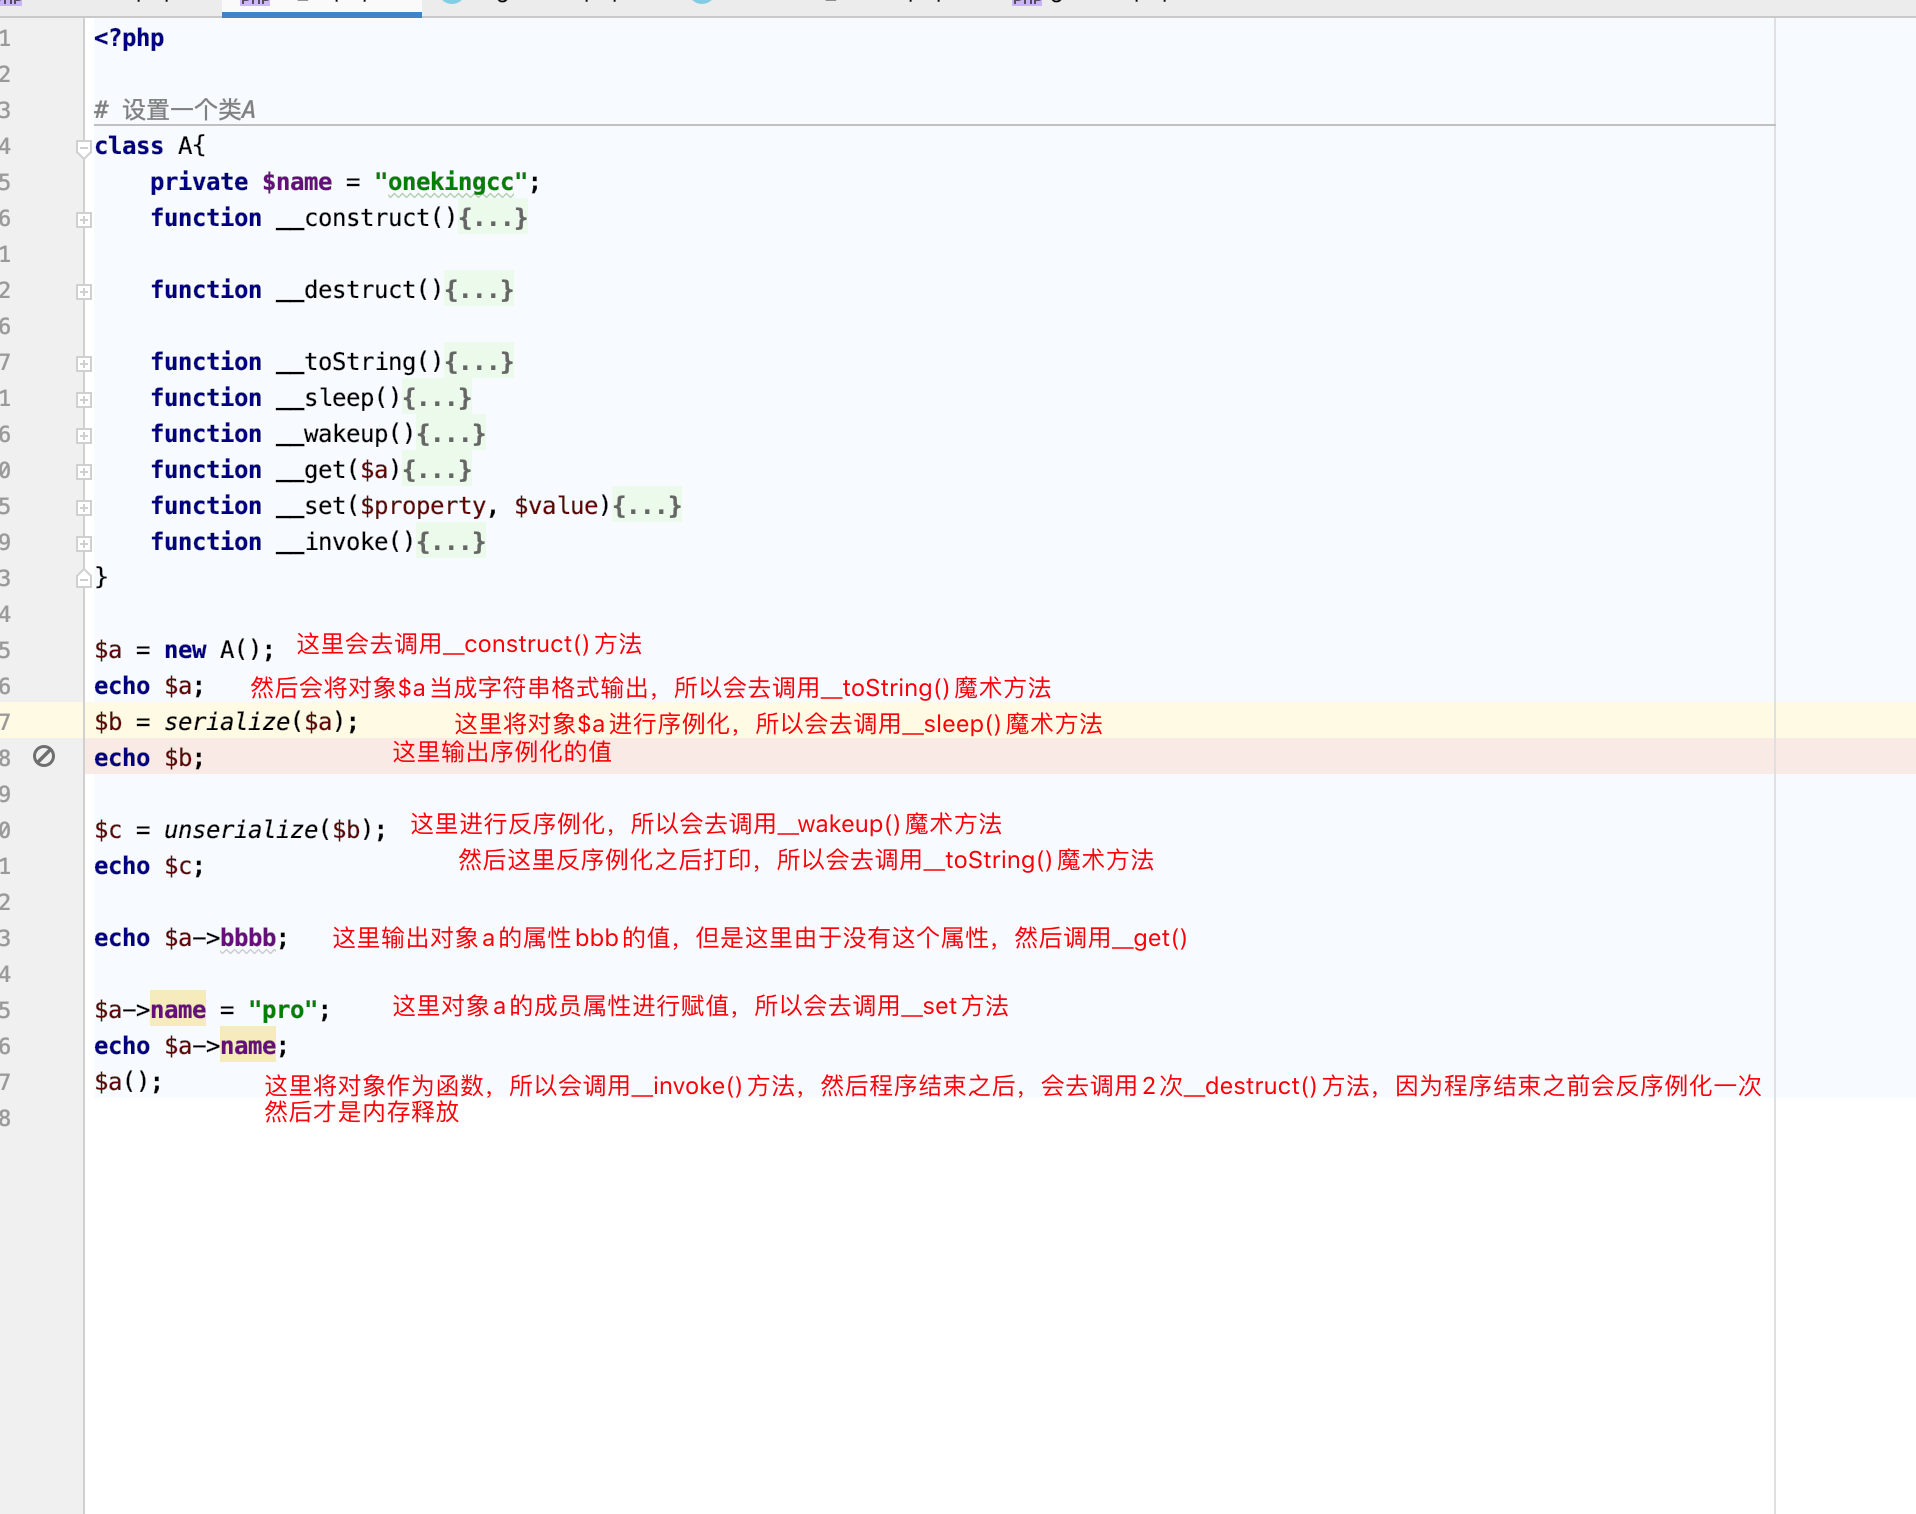 1 <?php
2
3 # 设置一个类A
4 class A{
5 private $name = "onekingcc";
6 function __construct(){...}
1
2 function __destruct(){...}
6
7 function __toString(){...}
1 function __sleep(){...}
6 function __wakeup(){...}
0 function __get($a){...}
5 function __set($property, $value){...}
9 function __invoke(){...}
3 }
4
5 $a = new A(); 这里会去调用__construct()方法
6 echo $a; 然后会将对象$a当成字符串格式输出，所以会去调用__toString()魔术方法
7 $b = serialize($a); 这里将对象$a进行序例化，所以会去调用__sleep()魔术方法
8 echo $b; 这里输出序例化的值
9
0 $c = unserialize($b); 这里进行反序例化，所以会去调用__wakeup()魔术方法
1 echo $c; 然后这里反序例化之后打印，所以会去调用__toString()魔术方法
2
3 echo $a->bbbb; 这里输出对象a的属性bbb的值，但是这里由于没有这个属性，然后调用__get()
4
5 $a->name = "pro"; 这里对象a的成员属性进行赋值，所以会去调用__set方法
6 echo $a->name;
7 $a(); 这里将对象作为函数，所以会调用__invoke()方法，然后程序结束之后，会去调用2次__destruct()方法，因为程序结束之前会反序例化一次
然后才是内存释放
8